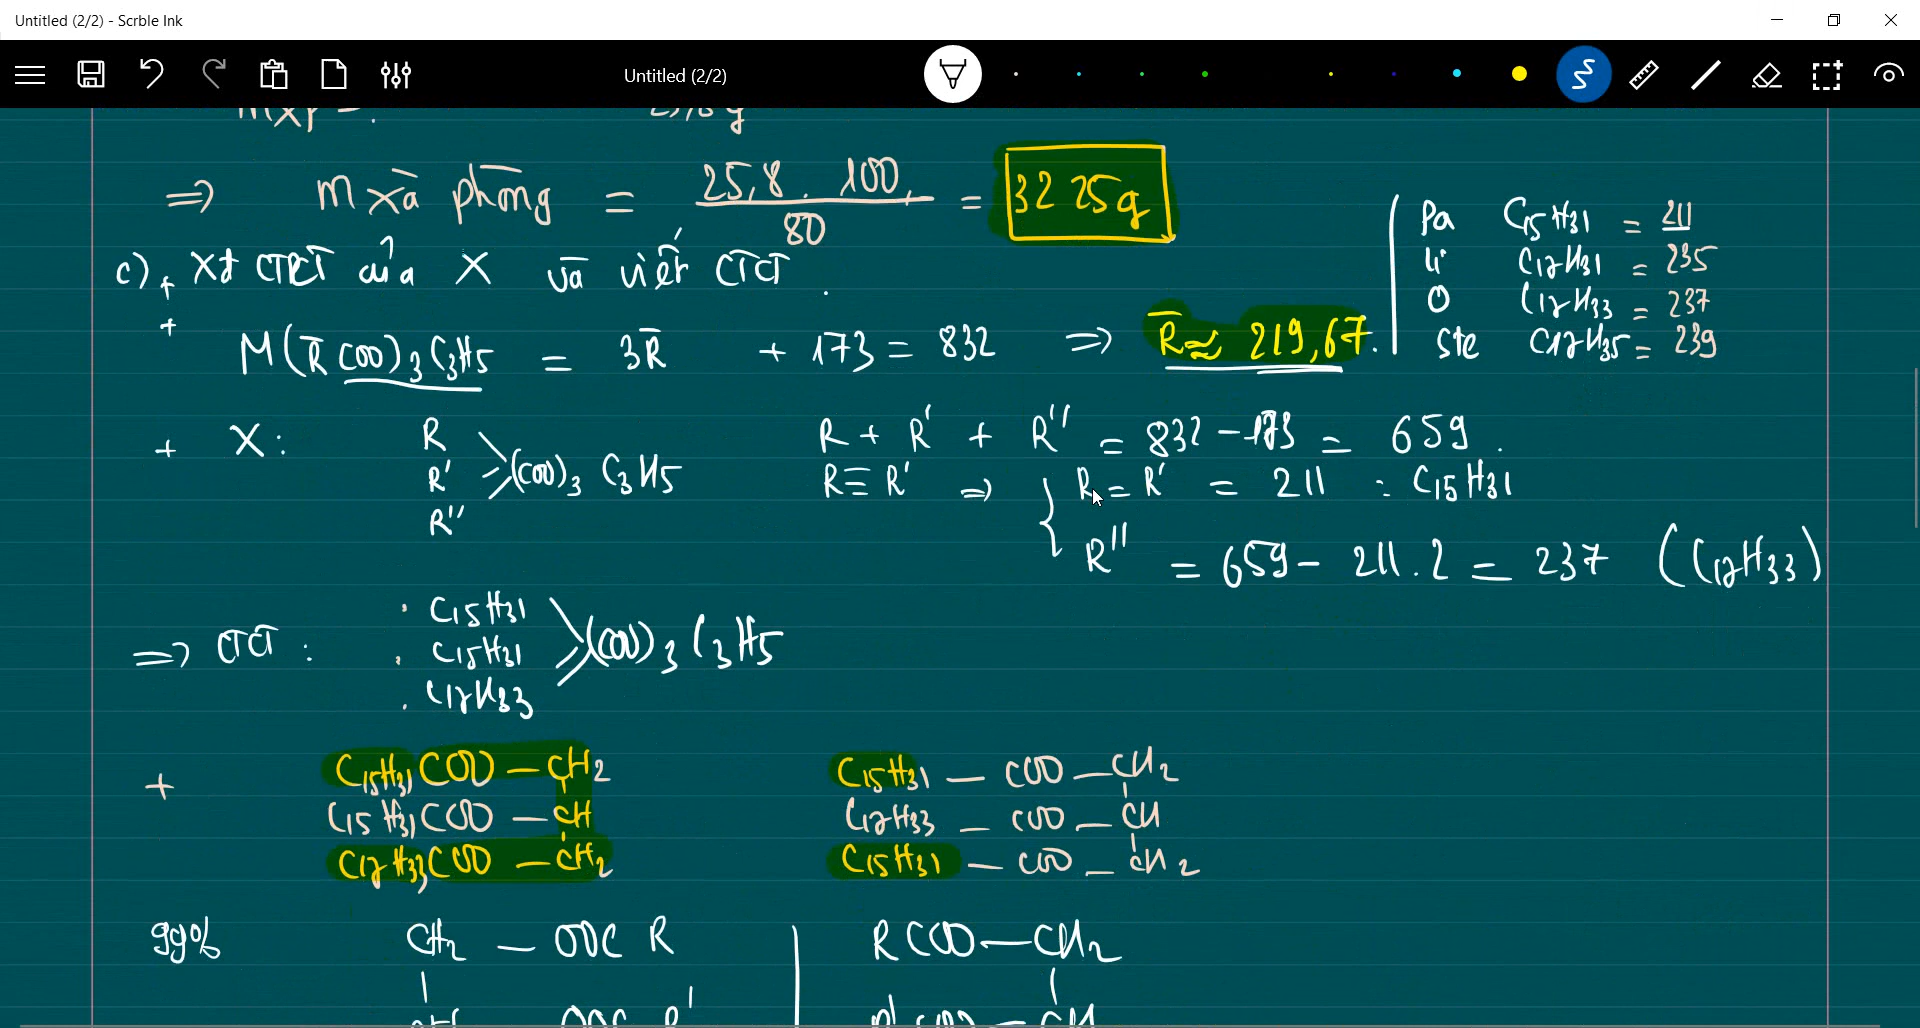 Untitled (2/2) - Scrble Ink
Untitled (2/2)
⇒ m xà phòng = 25,8 . 100 / 80 = 32 25g
c) + Xđ CTPT của X và viết CTCT .
Pa C15H31 = 211
li C17H31 = 235
O C17H33 = 237
Ste C17H35 = 239
+ M(R̅COO)3C3H5 = 3R̅ + 173 = 832 ⇒ R̅ ≈ 219,67.
+ X: R R' R'' >(COO)3 C3H5
R + R' + R'' = 832 - 173 = 659 .
R ≡ R' ⇒ { R = R' = 211 : C15H31
R'' = 659 - 211.2 = 237 (C17H33)
⇒ CTCT :
. C15H31
. C15H31 >(COO)3 C3H5
. C17H33
+ C15H31COO — CH2 C15H31 — COO — CH2
C15H31COO — CH C17H33 — COO — CH
C17H33COO — CH2 C15H31 — COO — CH2
99% CH2 — OOC R RCOO — CH2